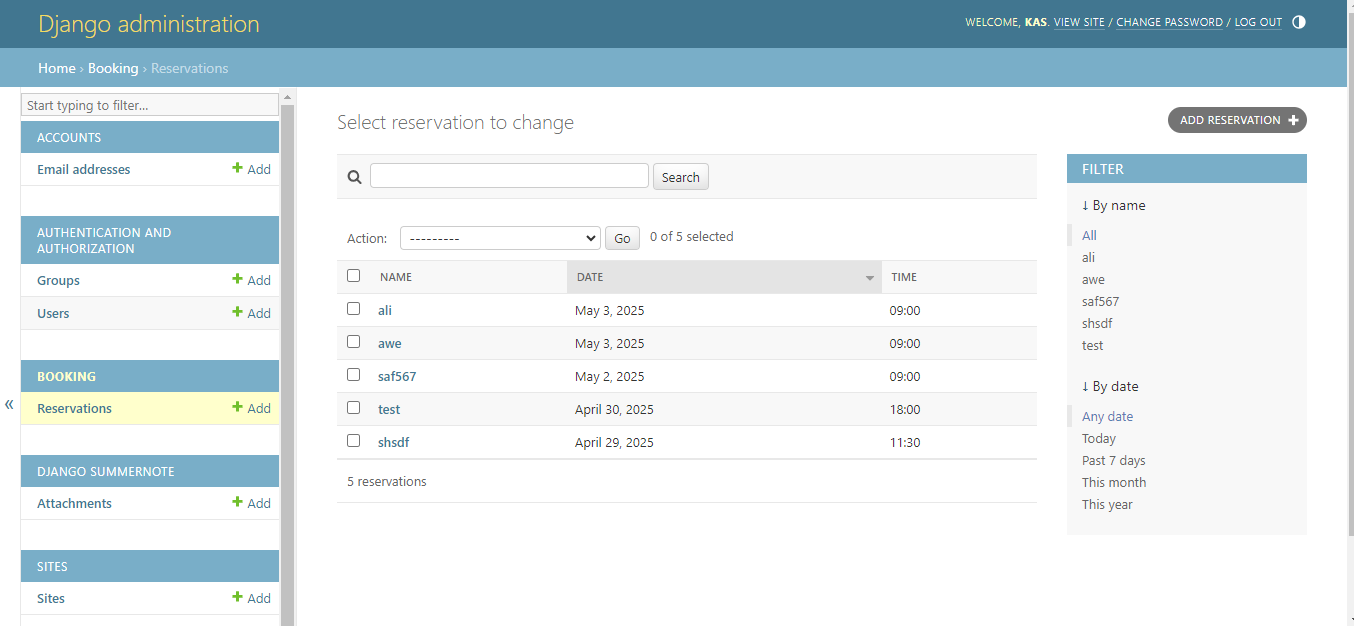 Django administration
WELCOME, KAS. VIEW SITE / CHANGE PASSWORD / LOG OUT
Home › Booking › Reservations
Start typing to filter...
ACCOUNTS
Email addresses + Add
AUTHENTICATION AND
AUTHORIZATION
Groups + Add
Users + Add
BOOKING
Reservations + Add
DJANGO SUMMERNOTE
Attachments + Add
SITES
Sites + Add
«
Select reservation to change
ADD RESERVATION +
Search
Action: --------- Go 0 of 5 selected
NAME DATE TIME
ali May 3, 2025 09:00
awe May 3, 2025 09:00
saf567 May 2, 2025 09:00
test April 30, 2025 18:00
shsdf April 29, 2025 11:30
5 reservations
FILTER
↓ By name
All
ali
awe
saf567
shsdf
test
↓ By date
Any date
Today
Past 7 days
This month
This year